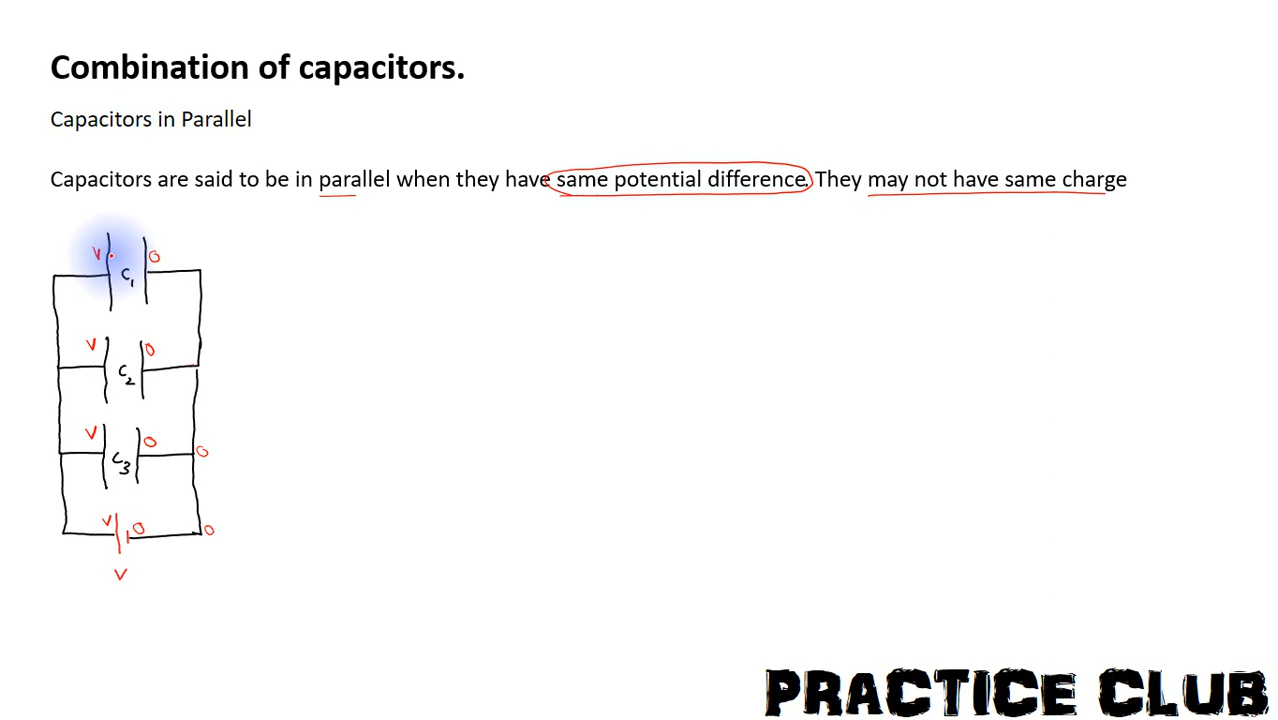 Combination of capacitors.
Capacitors in Parallel
Capacitors are said to be in parallel when they have same potential difference. They may not have same charge
V C₁ 0
V C₂ 0
V C₃ 0 0
V 0 0
V
PRACTICE CLUB